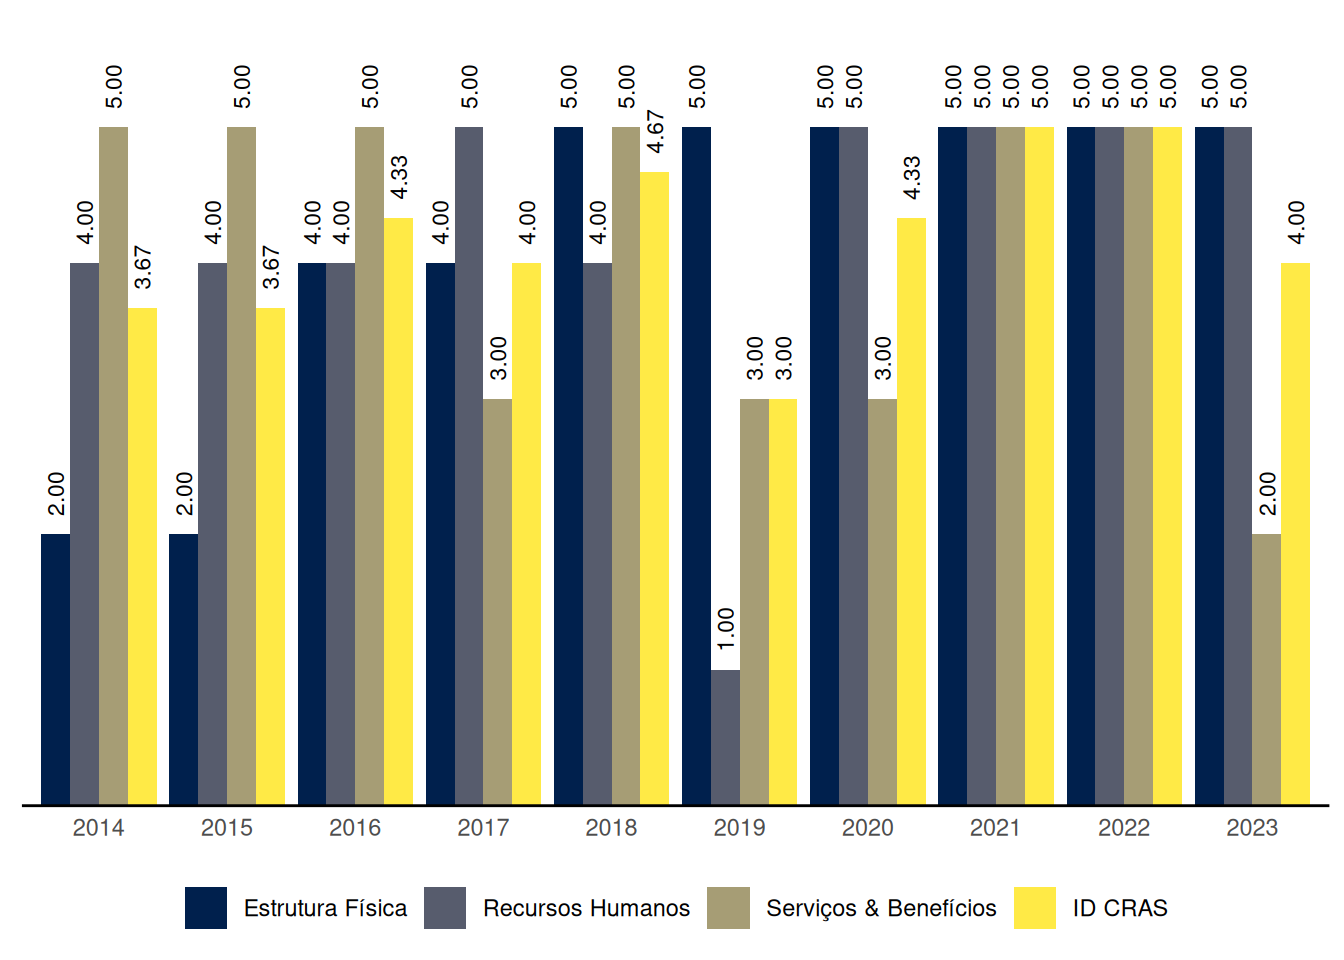 2.00 4.00 5.00 3.67 2.00 4.00 5.00 3.67 4.00 4.00 5.00 4.33 4.00 5.00 3.00 4.00 5.00 4.00 5.00 4.67 5.00 1.00 3.00 3.00 5.00 5.00 3.00 4.33 5.00 5.00 5.00 5.00 5.00 5.00 5.00 5.00 5.00 5.00 2.00 4.00
2014 2015 2016 2017 2018 2019 2020 2021 2022 2023
Estrutura Física Recursos Humanos Serviços & Benefícios ID CRAS